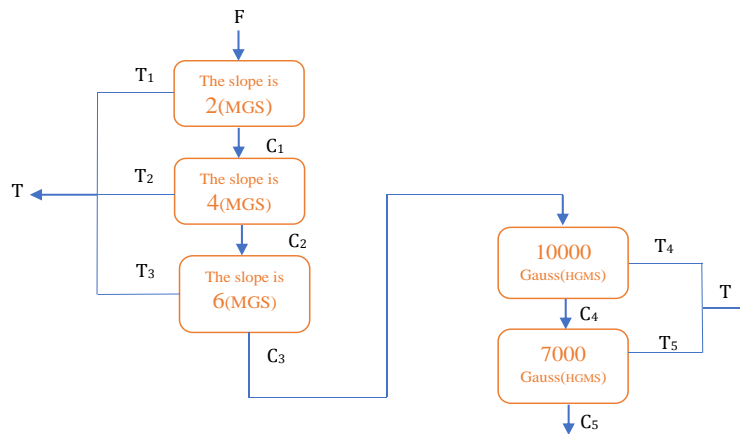 F
T₁
The slope is
2(MGS)
C₁
T
T₂
The slope is
4(MGS)
C₂
T₃
The slope is
6(MGS)
C₃
10000
Gauss(HGMS)
T₄
T
C₄
7000
Gauss(HGMS)
T₅
C₅